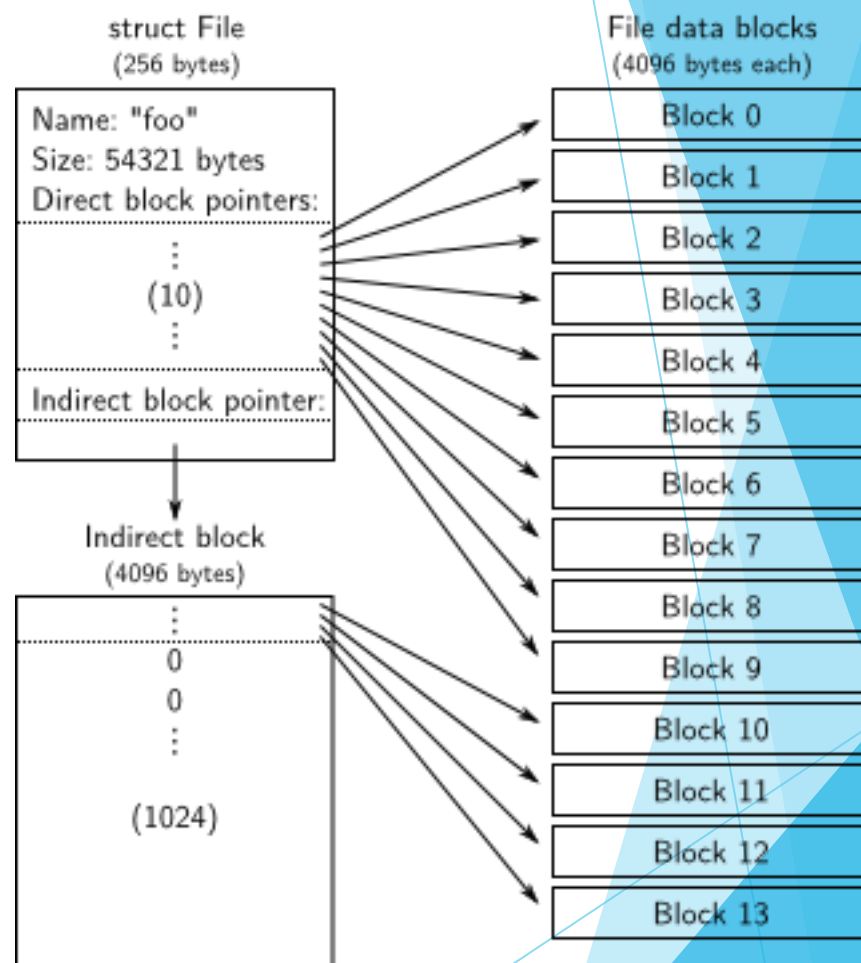 struct File
(256 bytes)
Name: "foo"
Size: 54321 bytes
Direct block pointers:
⋮
(10)
⋮
Indirect block pointer:
Indirect block
(4096 bytes)
⋮
0
0
⋮
(1024)
File data blocks
(4096 bytes each)
Block 0
Block 1
Block 2
Block 3
Block 4
Block 5
Block 6
Block 7
Block 8
Block 9
Block 10
Block 11
Block 12
Block 13